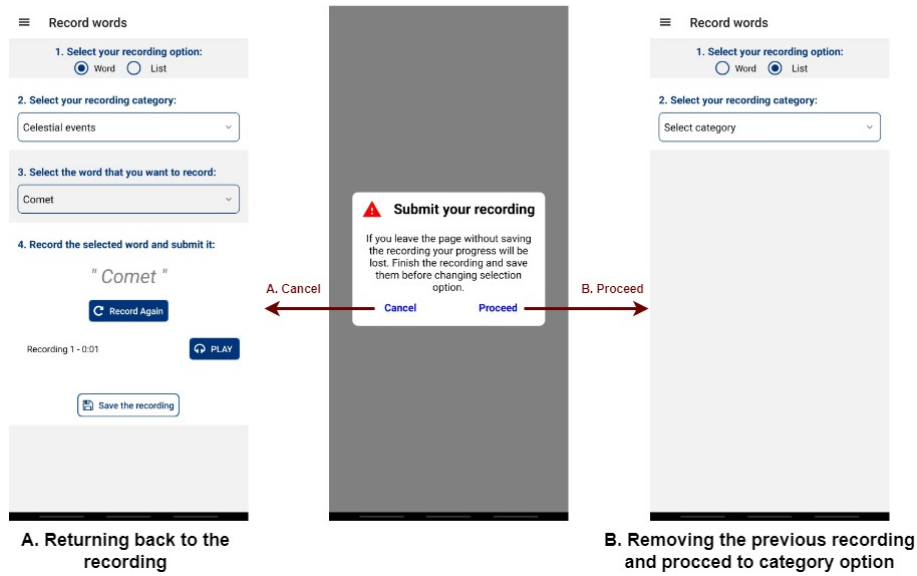 Record words
1. Select your recording option:
Word List
2. Select your recording category:
Celestial events
3. Select the word that you want to record:
Comet
4. Record the selected word and submit it:
" Comet "
Record Again
Recording 1 - 0:01
PLAY
Save the recording
A. Returning back to the
recording
A. Cancel
Submit your recording
If you leave the page without saving
the recording your progress will be
lost. Finish the recording and save
them before changing selection
option.
Cancel Proceed
B. Proceed
Record words
1. Select your recording option:
Word List
2. Select your recording category:
Select category
B. Removing the previous recording
and procced to category option